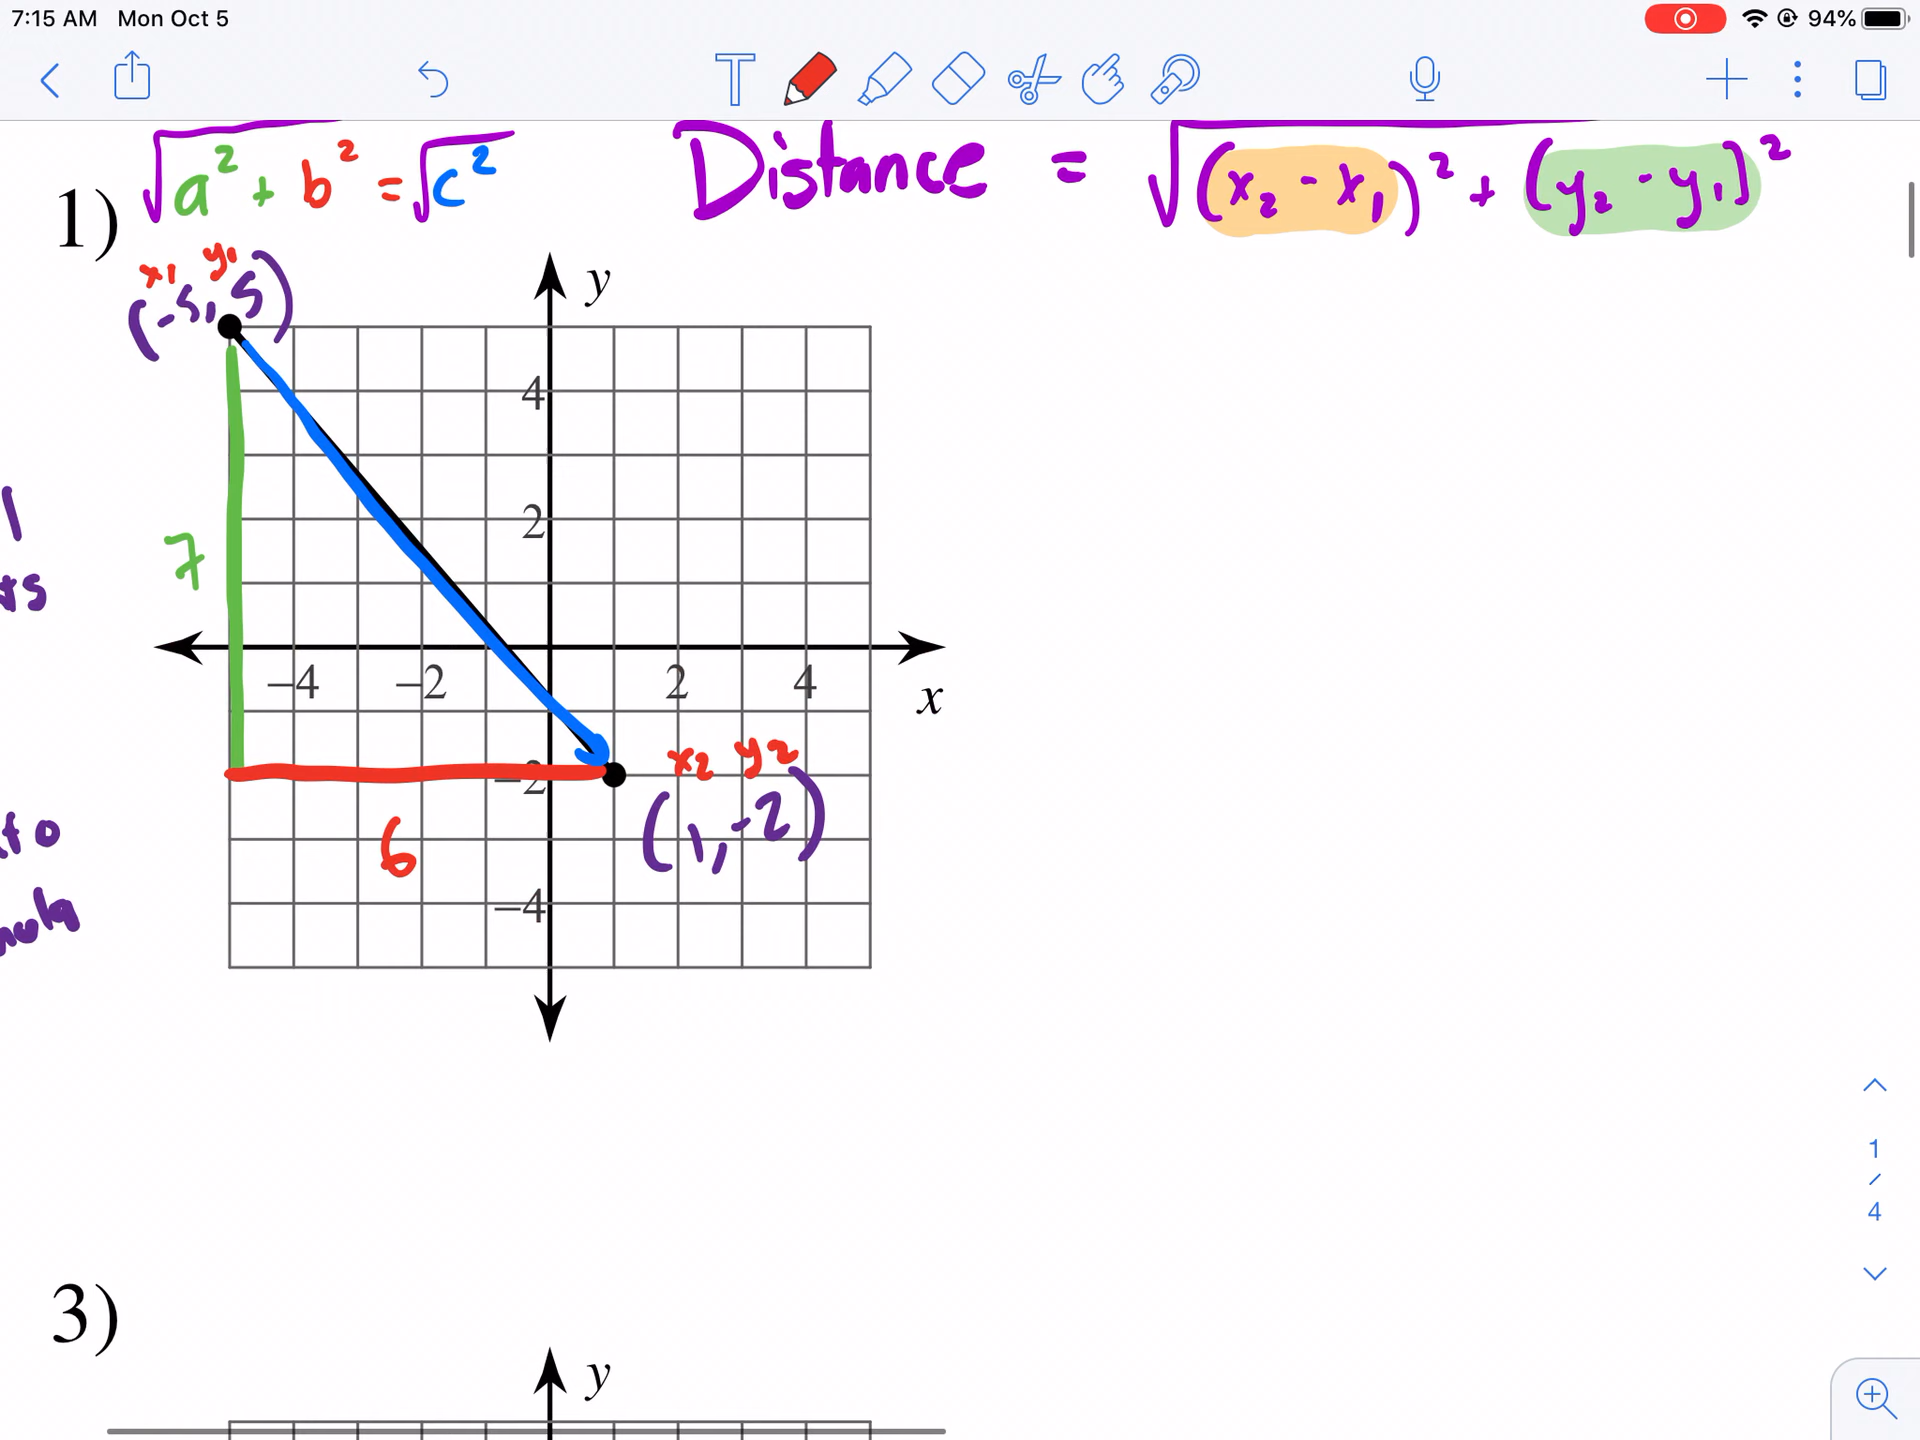 7:15 AM Mon Oct 5
94%
T
1) √a² + b² = √c²
Distance = √(x₂ - x₁)² + (y₂ - y₁)²
x1 y1
(-5, 5)
y
4
2
7
-4 -2 2 4
x
-2
x2 y2
(1, -2)
6
-4
1
/
4
3)
y